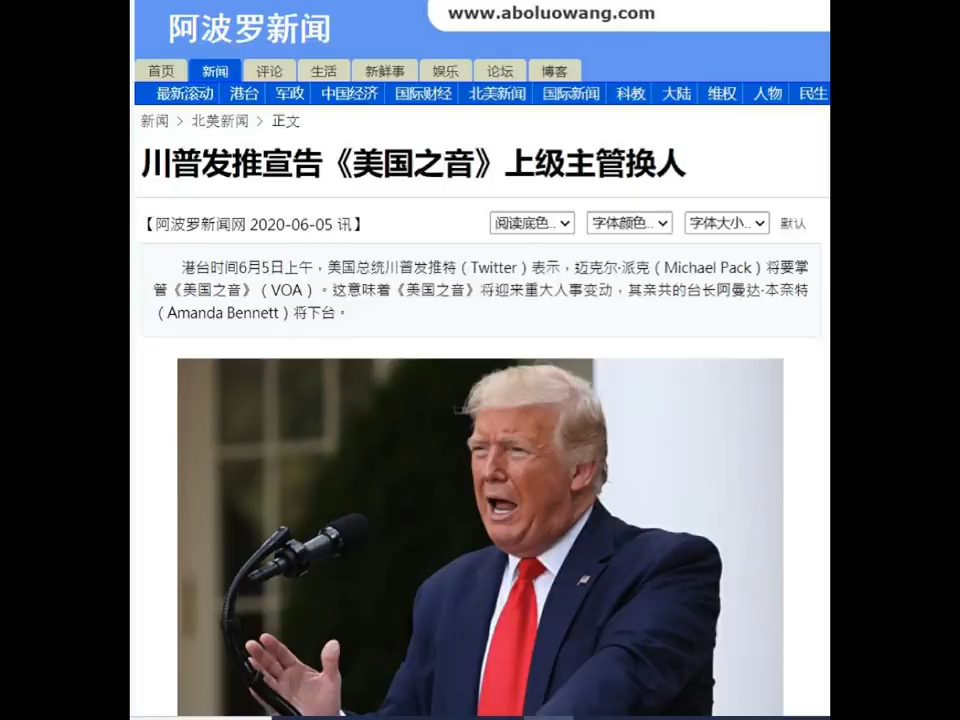 www.aboluowang.com
阿波罗新闻
首页 新闻 评论 生活 新鲜事 娱乐 论坛 博客
最新滚动 港台 军政 中国经济 国际财经 北美新闻 国际新闻 科教 大陆 维权 人物 民生
新闻 > 北美新闻 > 正文
川普发推宣告《美国之音》上级主管换人
【阿波罗新闻网 2020-06-05 讯】 阅读底色.. 字体颜色.. 字体大小.. 默认
港台时间6月5日上午，美国总统川普发推特（Twitter）表示，迈克尔·派克（Michael Pack）将要掌
管《美国之音》（VOA）。这意味着《美国之音》将迎来重大人事变动，其亲共的台长阿曼达·本奈特
（Amanda Bennett）将下台。